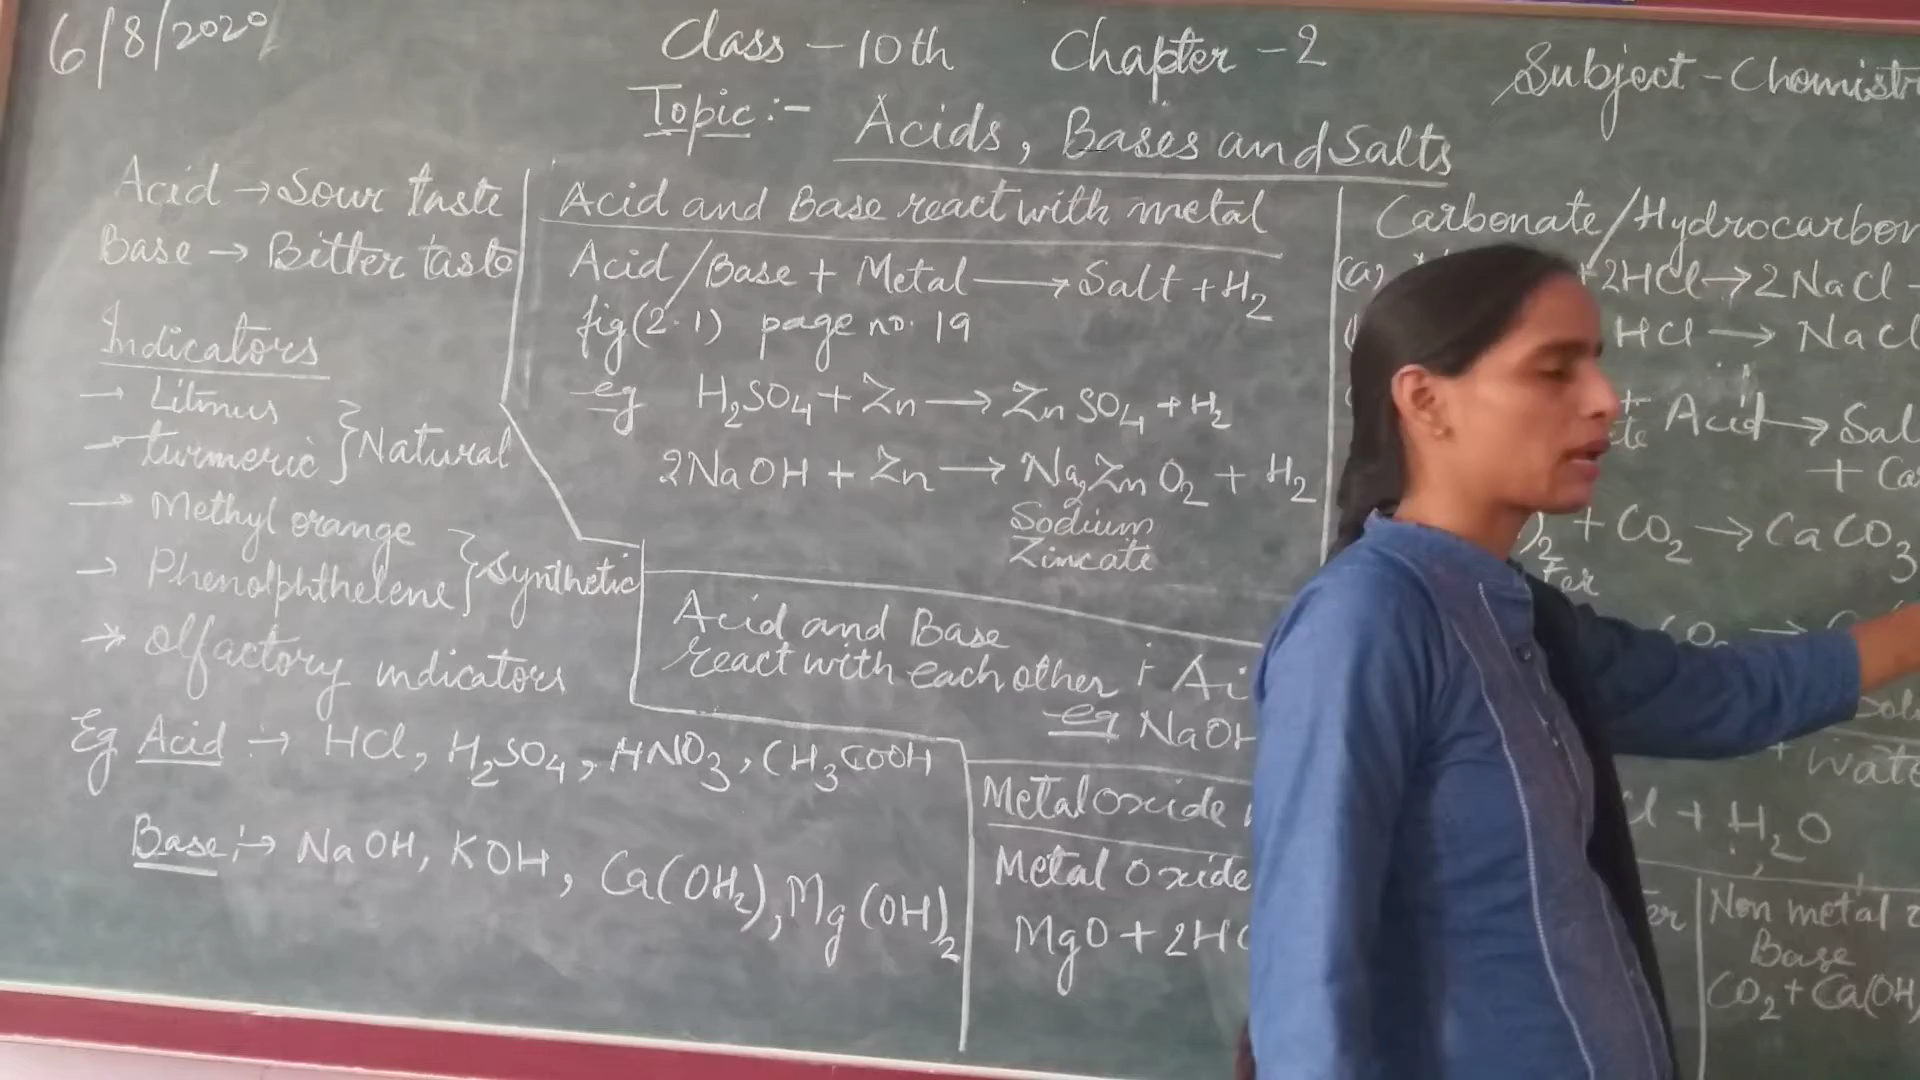 6/8/2020
Class - 10th Chapter - 2
Subject - Chemistr
Topic :- Acids, Bases and Salts
Acid → Sour taste
Base → Bitter taste
Indicators
→ Litmus
→ turmeric } Natural
→ Methyl orange
→ Phenolphthelene } Synthetic
→ Olfactory indicators
Eg Acid :→ HCl, H₂SO₄, HNO₃, CH₃COOH
Base :→ NaOH, KOH, Ca(OH₂), Mg(OH)₂
Acid and Base react with metal
Acid/Base + Metal → Salt + H₂
fig(2.1) page no. 19
eg H₂SO₄ + Zn → ZnSO₄ + H₂
2NaOH + Zn → Na₂ZnO₂ + H₂
Sodium
Zincate
Acid and Base
react with each other
eg NaOH
Metal oxide
Metal Oxide
MgO + 2HC
Carbonate/Hydrocarbon
(a) +2HCl → 2NaCl
HCl → NaCl
+ Acid → Sal
+ Ca
)₂ + CO₂ → CaCO₃
+ Wate
l + H₂O
Non metal
Base
CO₂ + Ca(OH)